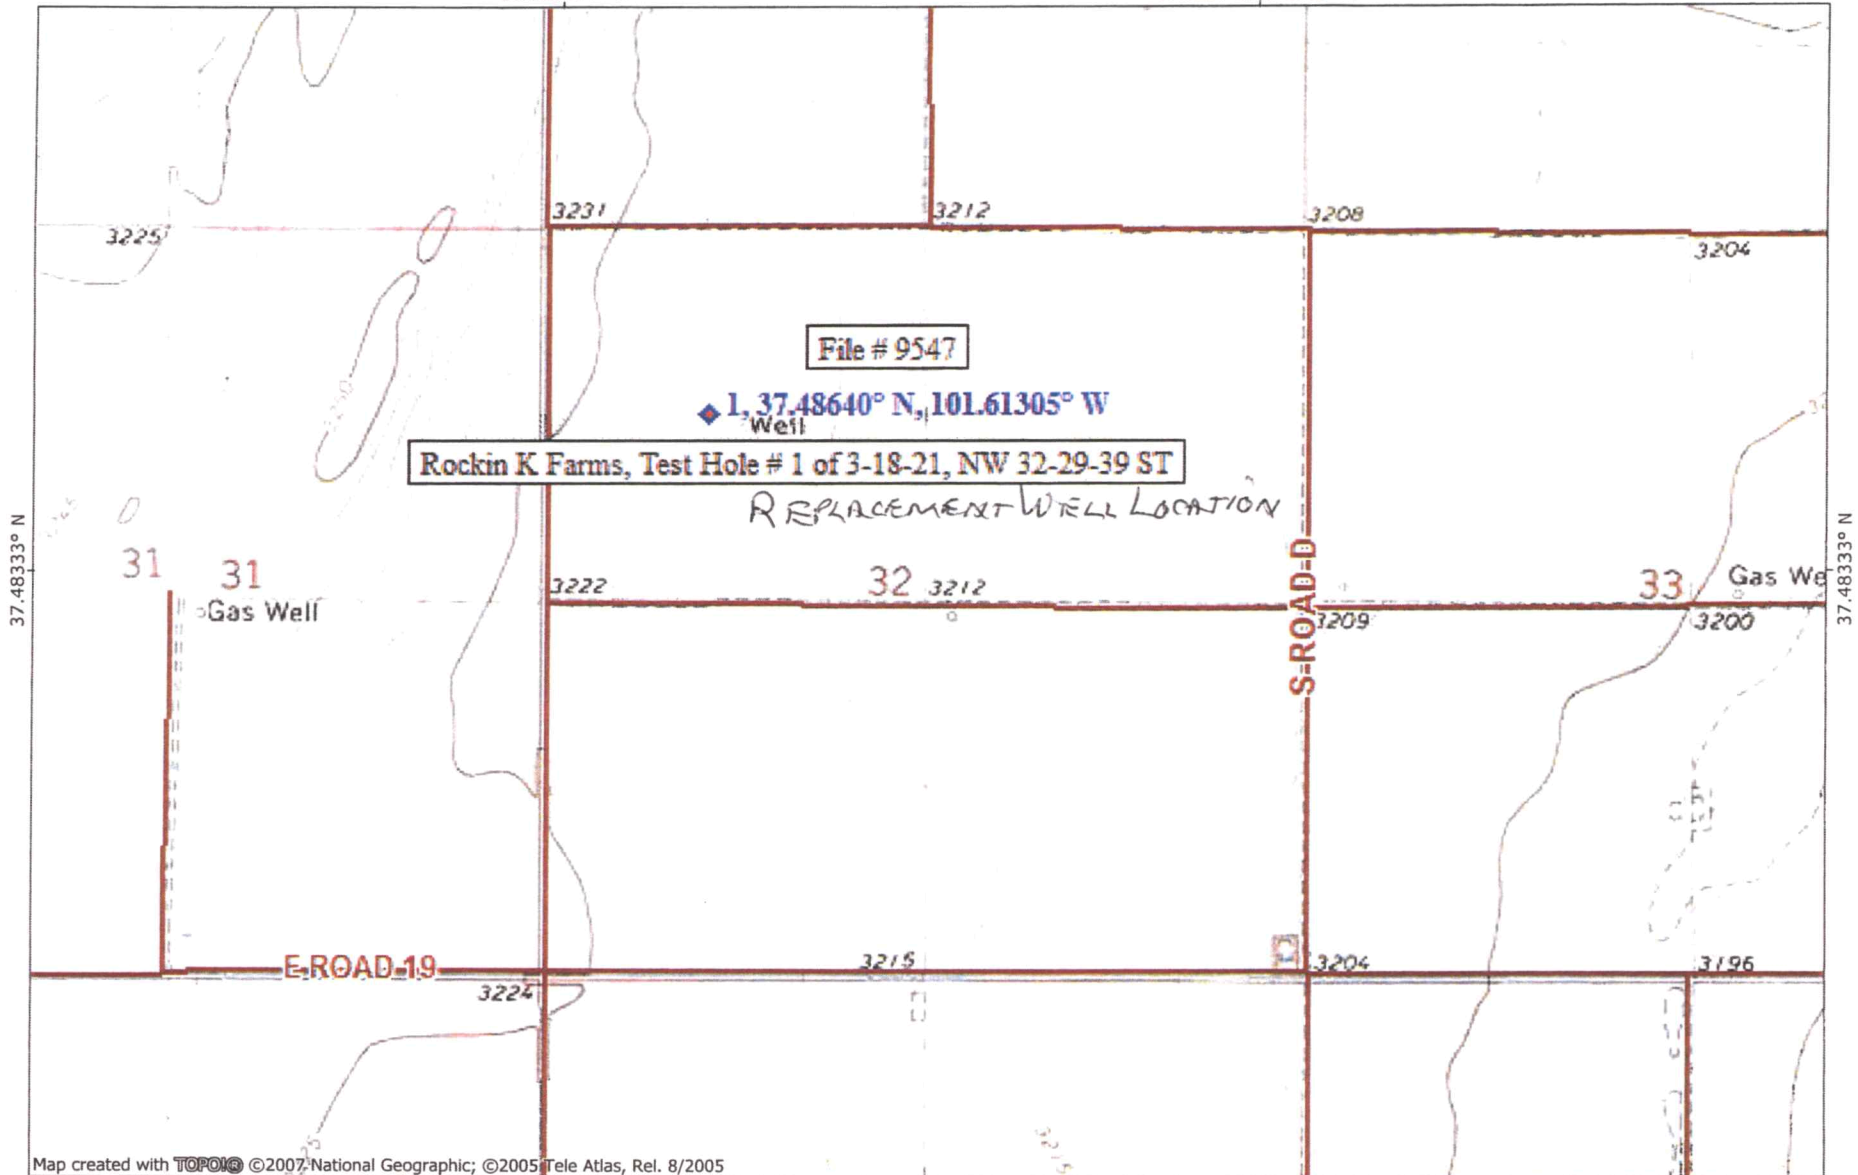 3231
3212
3208
3225
3204
File # 9547
1, 37.48640° N, 101.61305° W
Well
Rockin K Farms, Test Hole # 1 of 3-18-21, NW 32-29-39 ST
REPLACEMENT WELL LOCATION
37.48333° N
37.48333° N
31
31
Gas Well
3222
32
3212
S ROAD D
33
Gas We
3209
3200
E ROAD 19
3215
3204
3196
3224
Map created with TOPO!® ©2007 National Geographic; ©2005 Tele Atlas, Rel. 8/2005